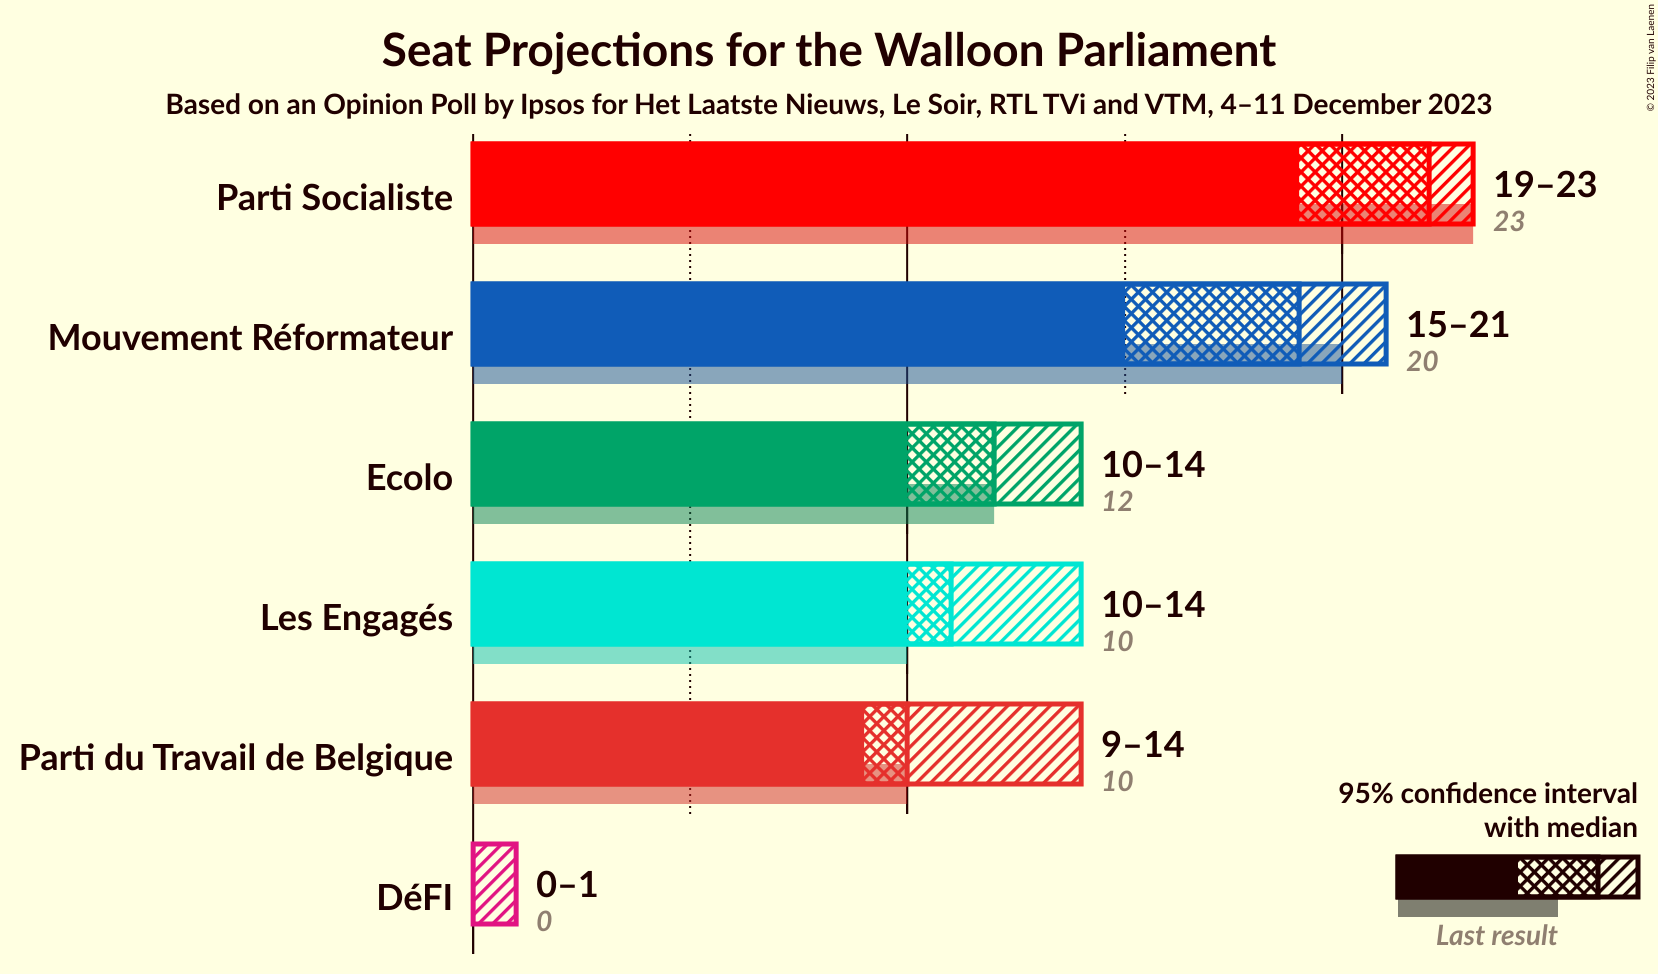 Seat Projections for the Walloon Parliament
Based on an Opinion Poll by Ipsos for Het Laatste Nieuws, Le Soir, RTL TVi and VTM, 4–11 December 2023
© 2023 Filip van Laenen
Parti Socialiste
19–23
23
Mouvement Réformateur
15–21
20
Ecolo
10–14
12
Les Engagés
10–14
10
Parti du Travail de Belgique
9–14
10
DéFI
0–1
0
95% confidence interval
with median
Last result